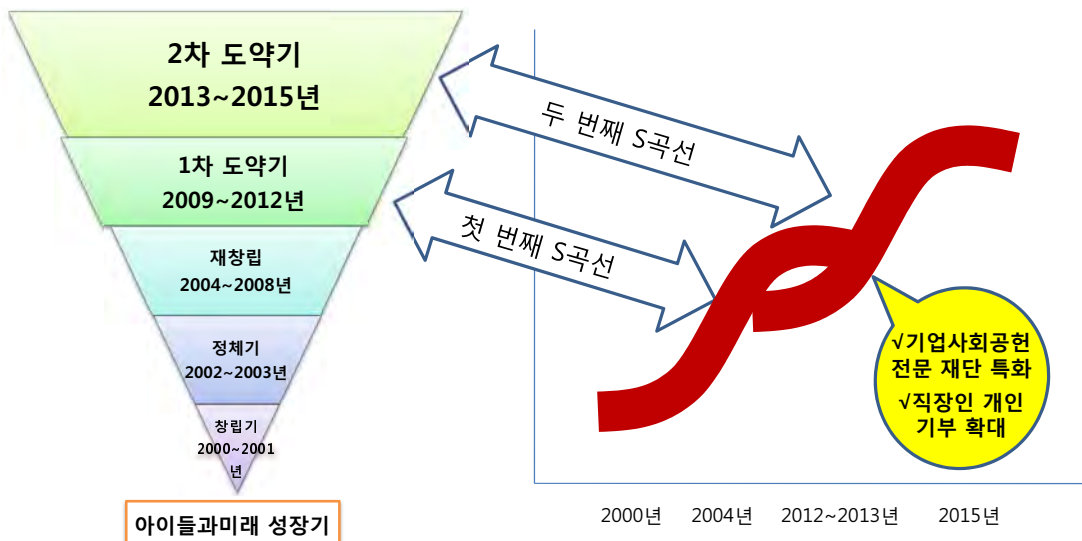 2차 도약기
2013~2015년
1차 도약기
2009~2012년
재창립
2004~2008년
정체기
2002~2003년
창립기
2000~2001
년
아이들과미래 성장기
두 번째 S곡선
첫 번째 S곡선
√기업사회공헌
전문 재단 특화
√직장인 개인
기부 확대
2000년 2004년 2012~2013년 2015년